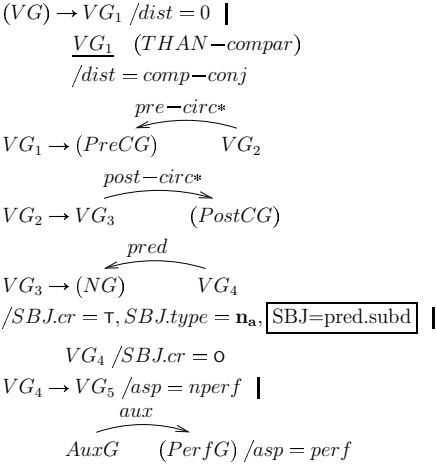 (VG) → VG₁ /dist = 0 |
VG₁ (THAN−compar)
/dist = comp−conj
pre−circ*
VG₁ → (PreCG) VG₂
post−circ*
VG₂ → VG₃ (PostCG)
pred
VG₃ → (NG) VG₄
/SBJ.cr = T, SBJ.type = nₐ, SBJ=pred.subd |
VG₄ /SBJ.cr = O
VG₄ → VG₅ /asp = nperf |
aux
AuxG (PerfG) /asp = perf